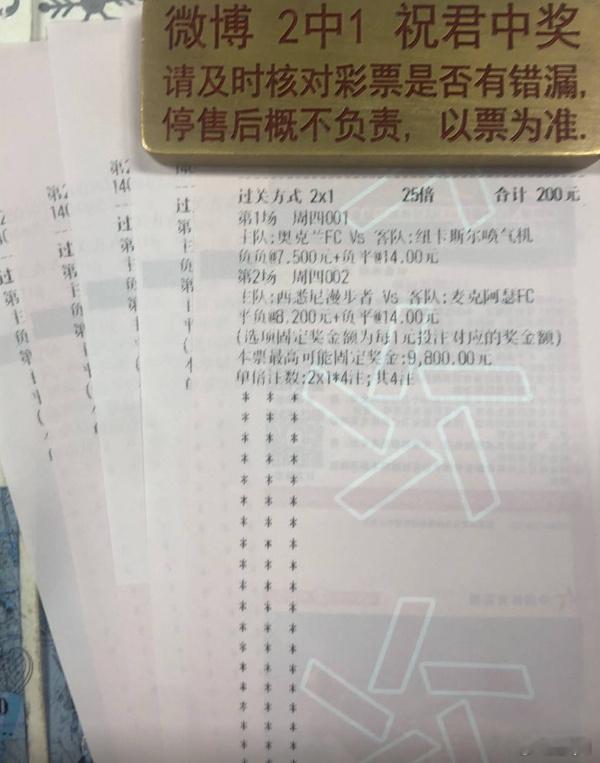 微博 2中1 祝君中奖
请及时核对彩票是否有错漏,
停售后概不负责, 以票为准.
过关方式 2x1 25倍 合计 200元
第1场 周四001
主队:奥克兰FC Vs 客队:纽卡斯尔喷气机
负负@7.500元+负平@14.00元
第2场 周四002
主队:西悉尼漫步者 Vs 客队:麦克阿瑟FC
平负@8.200元+负平@14.00元
(选项固定奖金额为每1元投注对应的奖金额)
本票最高可能固定奖金:9,800.00元
单倍注数:2x1*4注;共4注